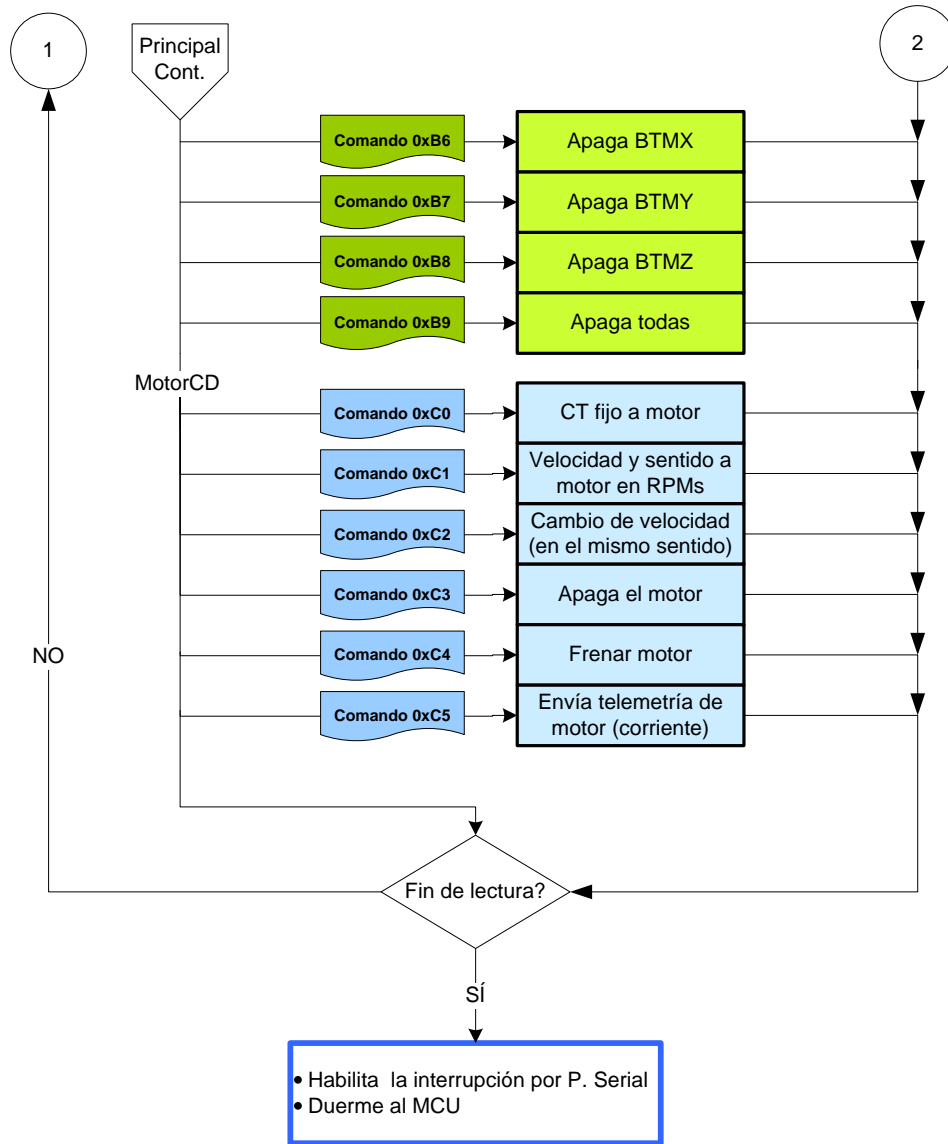 1
Principal
Cont.
2
Comando 0xB6
Apaga BTMX
Comando 0xB7
Apaga BTMY
Comando 0xB8
Apaga BTMZ
Comando 0xB9
Apaga todas
MotorCD
Comando 0xC0
CT fijo a motor
Comando 0xC1
Velocidad y sentido a
motor en RPMs
Comando 0xC2
Cambio de velocidad
(en el mismo sentido)
Comando 0xC3
Apaga el motor
NO
Comando 0xC4
Frenar motor
Comando 0xC5
Envía telemetría de
motor (corriente)
Fin de lectura?
SÍ
• Habilita la interrupción por P. Serial
• Duerme al MCU